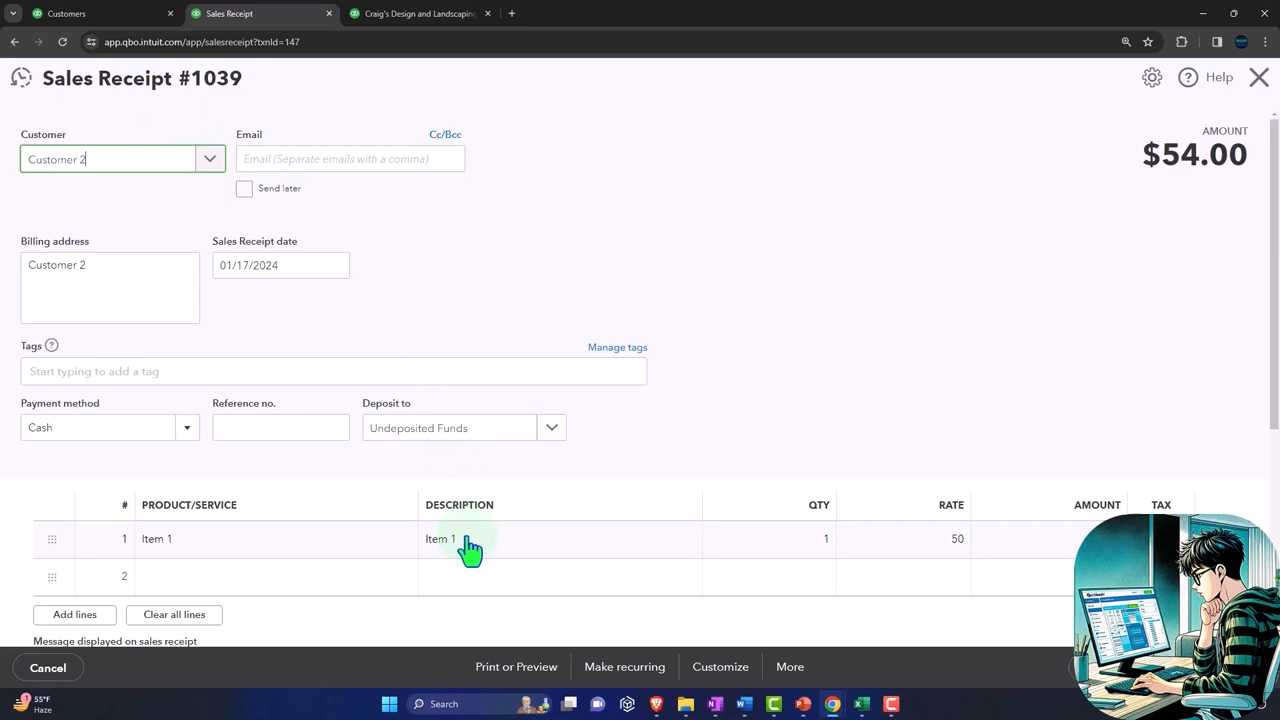 Customers
Sales Receipt
Craig's Design and Landscaping
app.qbo.intuit.com/app/salesreceipt?txnId=147
Sales Receipt #1039
Help
Customer
Email
Cc/Bcc
AMOUNT
Customer 2
Email (Separate emails with a comma)
$54.00
Send later
Billing address
Sales Receipt date
Customer 2
01/17/2024
Tags
Manage tags
Start typing to add a tag
Payment method
Reference no.
Deposit to
Cash
Undeposited Funds
# PRODUCT/SERVICE DESCRIPTION QTY RATE AMOUNT TAX
1 Item 1 Item 1 1 50
2
Add lines
Clear all lines
Message displayed on sales receipt
Cancel
Print or Preview
Make recurring
Customize
More
1
55°F
Haze
Search